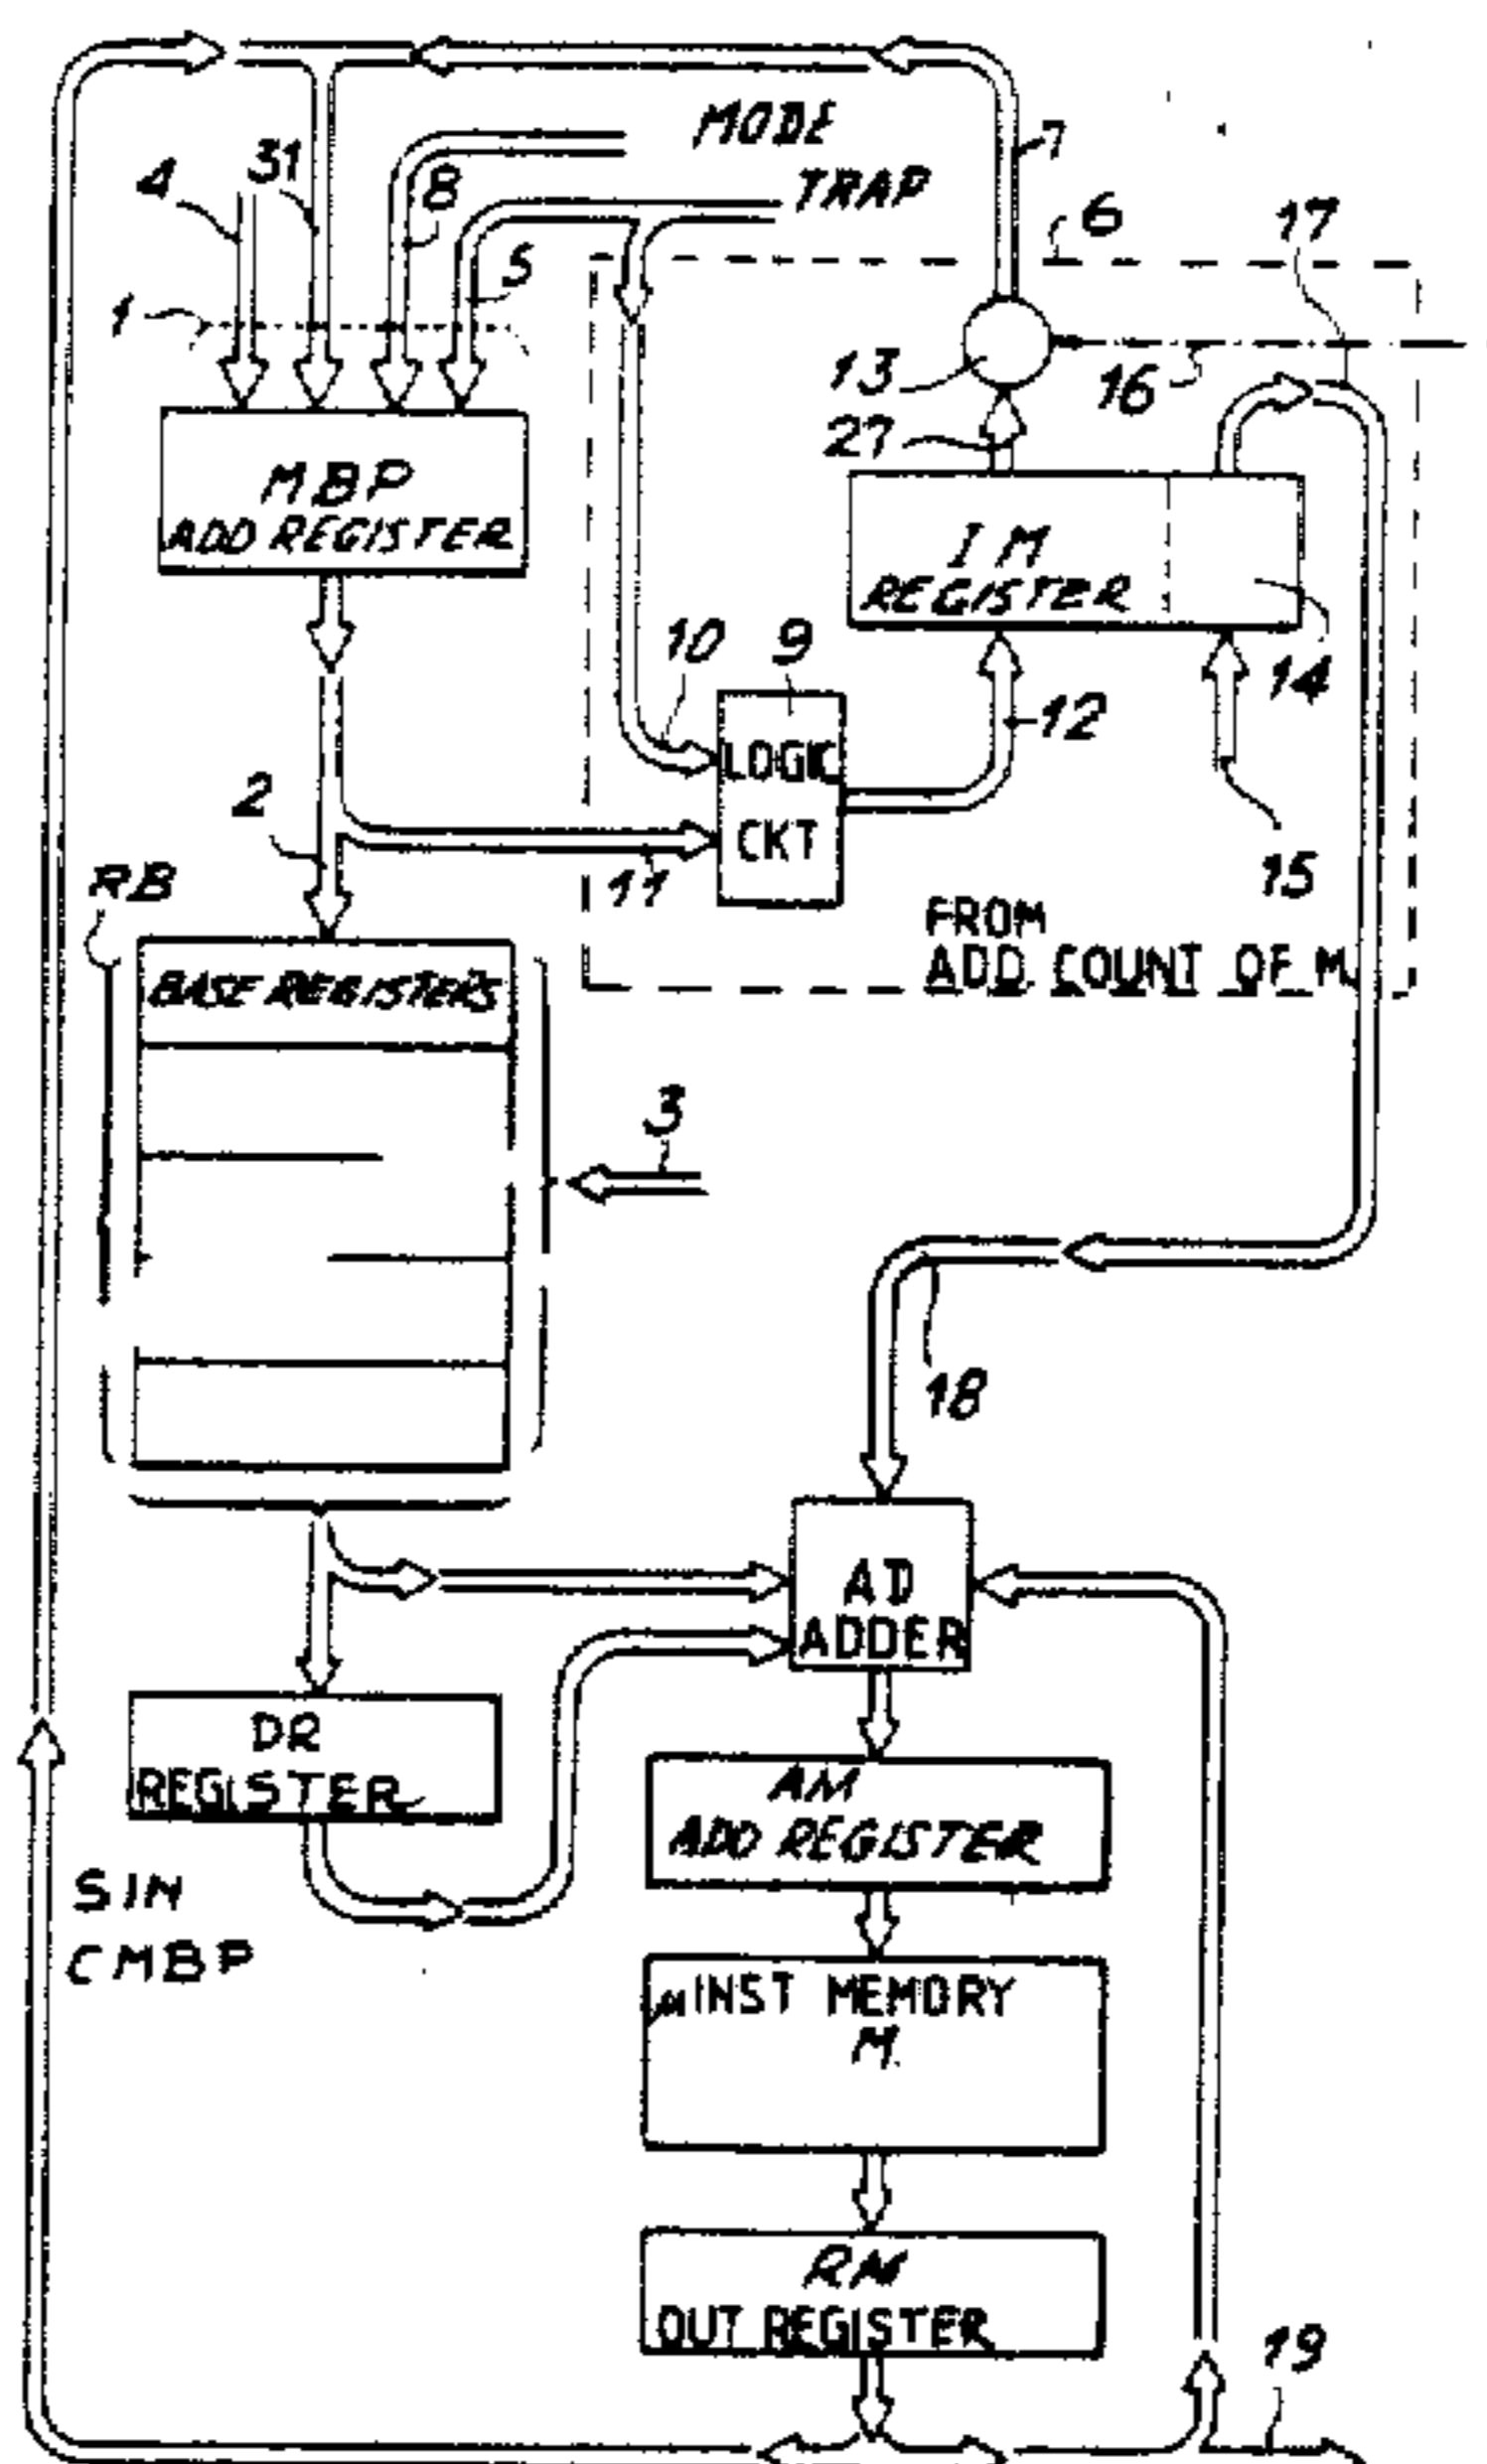 MODE
7
4
31
8
TRAP
6
17
5
1
13
16
27
MBP
ADD REGISTER
IM
REGISTER
10
9
14
12
LOGIC
CKT
2
11
15
RB
FROM
ADD COUNT OF M
BASE REGISTERS
3
18
AD
ADDER
DR
REGISTER
AM
ADD REGISTER
SIN
CMBP
μINST MEMORY
M
RM
OUT REGISTER
19